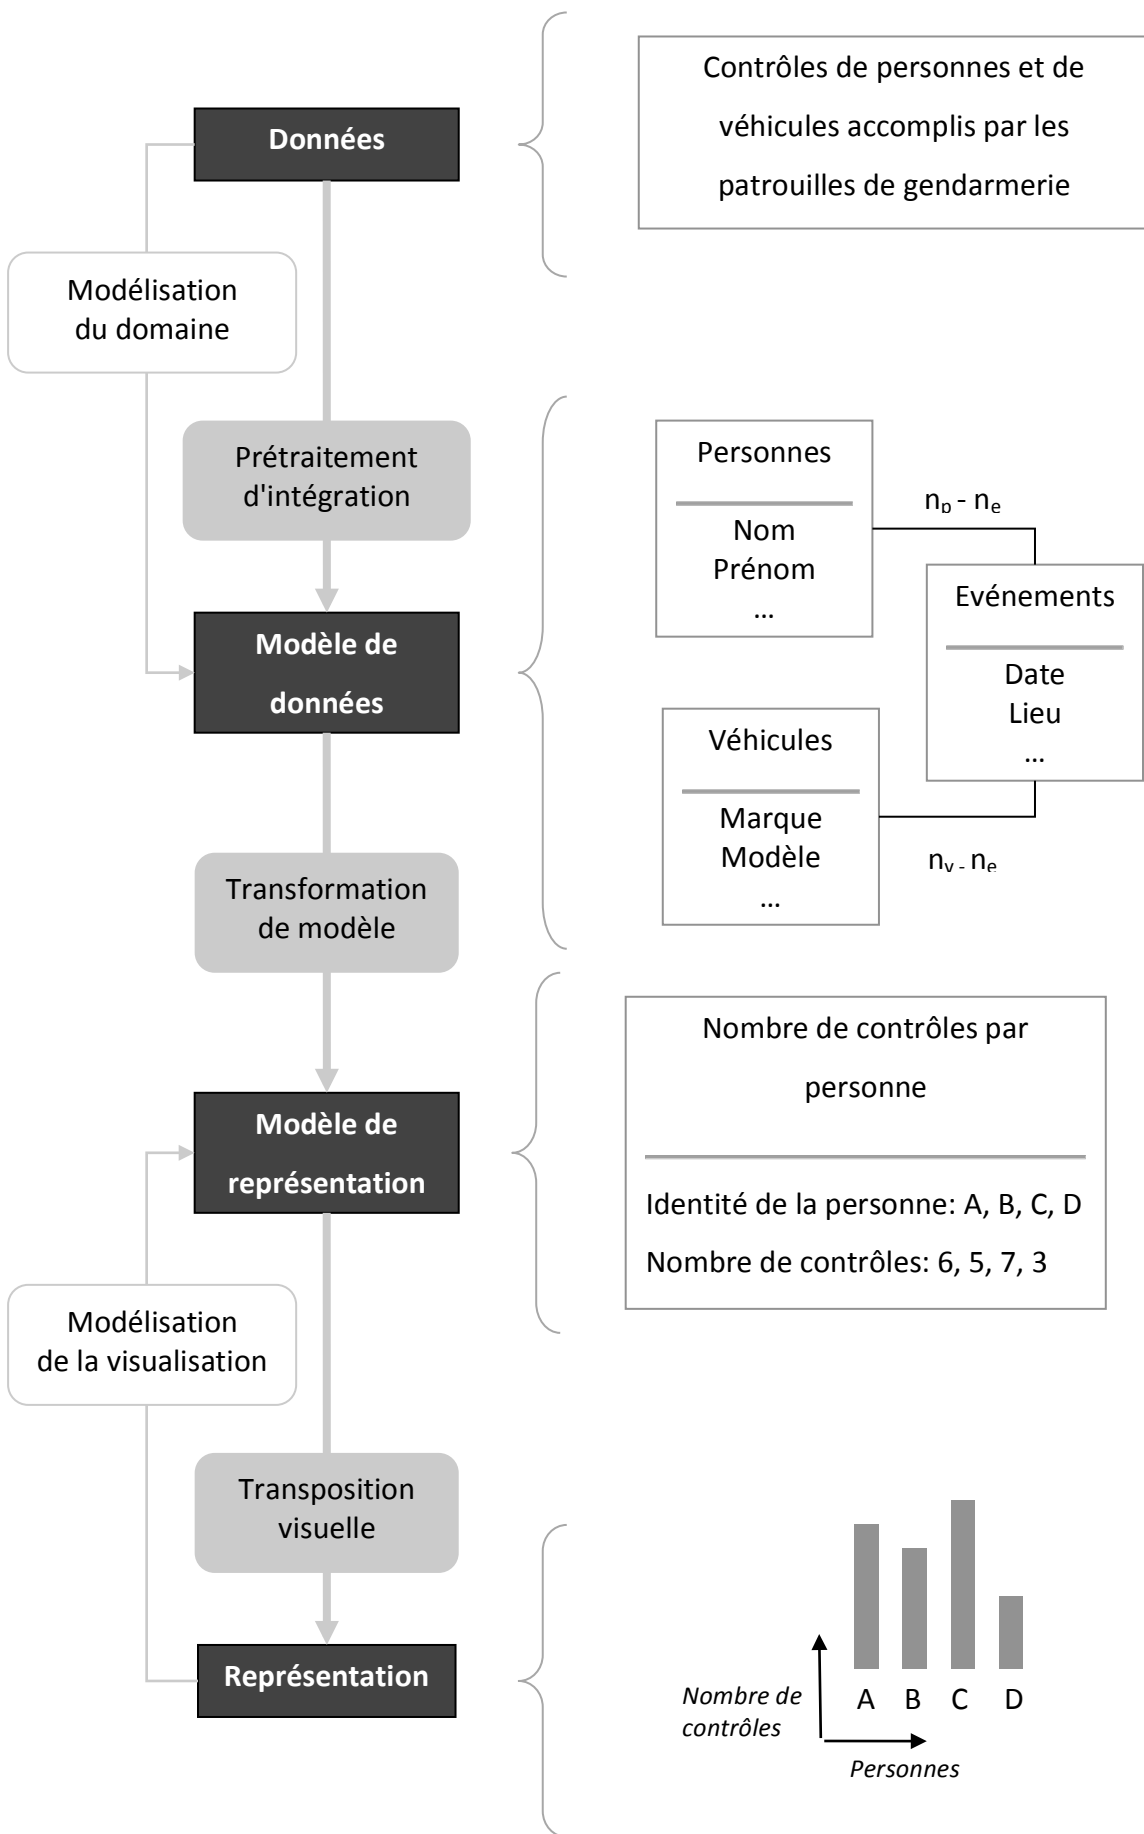 Données
Contrôles de personnes et de
véhicules accomplis par les
patrouilles de gendarmerie
Modélisation
du domaine
Prétraitement
d'intégration
Personnes
Nom
Prénom
...
np - ne
Evénements
Date
Lieu
...
Modèle de
données
Véhicules
Marque
Modèle
...
nv - ne
Transformation
de modèle
Nombre de contrôles par
personne
Identité de la personne: A, B, C, D
Nombre de contrôles: 6, 5, 7, 3
Modèle de
représentation
Modélisation
de la visualisation
Transposition
visuelle
Représentation
A B C D
Nombre de
contrôles
Personnes